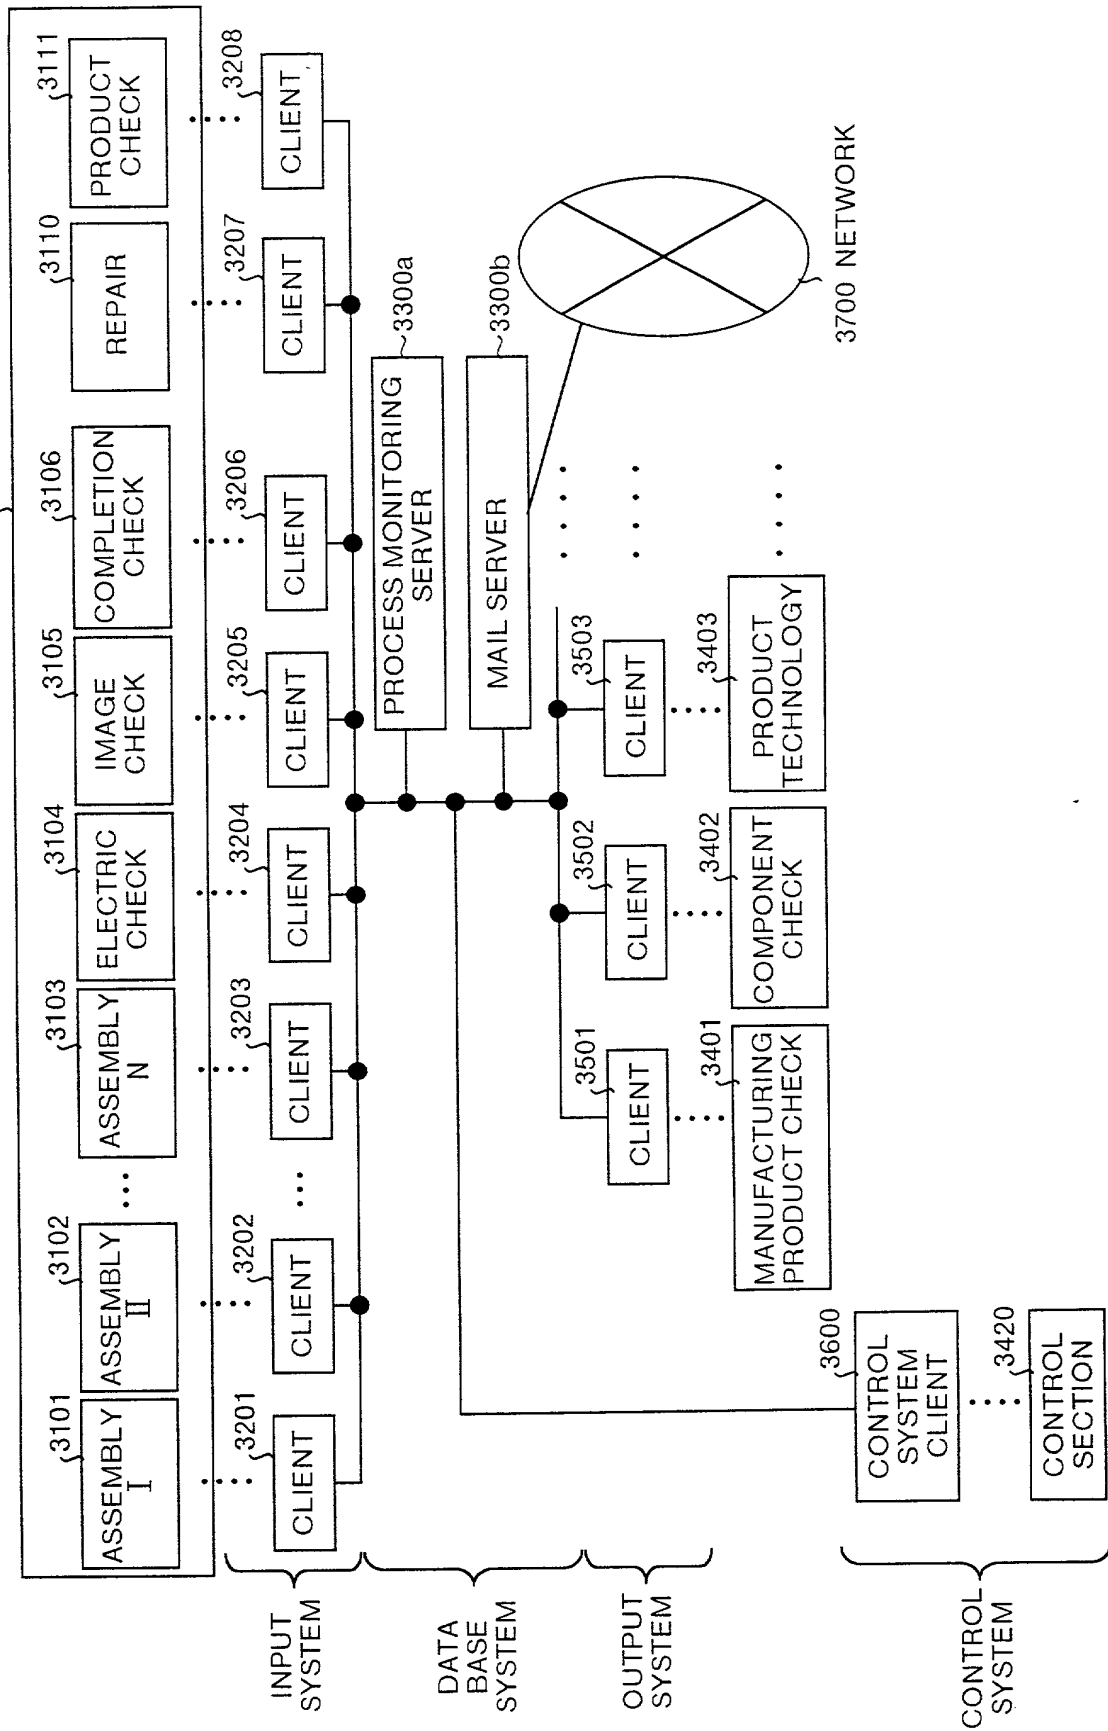 3101
3102
3103
3104
3105
3106
3110
3111
ASSEMBLY
I
ASSEMBLY
II
...
ASSEMBLY
N
ELECTRIC
CHECK
IMAGE
CHECK
COMPLETION
CHECK
REPAIR
PRODUCT
CHECK
3201
3202
3203
3204
3205
3206
3207
3208
INPUT
SYSTEM
CLIENT
CLIENT
...
CLIENT
CLIENT
CLIENT
CLIENT
CLIENT
CLIENT
DATA
BASE
SYSTEM
PROCESS MONITORING
SERVER
3300a
MAIL SERVER
3300b
3700 NETWORK
OUTPUT
SYSTEM
3501
3502
3503
CLIENT
CLIENT
CLIENT
3401
3402
3403
MANUFACTURING
PRODUCT CHECK
COMPONENT
CHECK
PRODUCT
TECHNOLOGY
CONTROL
SYSTEM
3600
CONTROL
SYSTEM
CLIENT
3420
CONTROL
SECTION